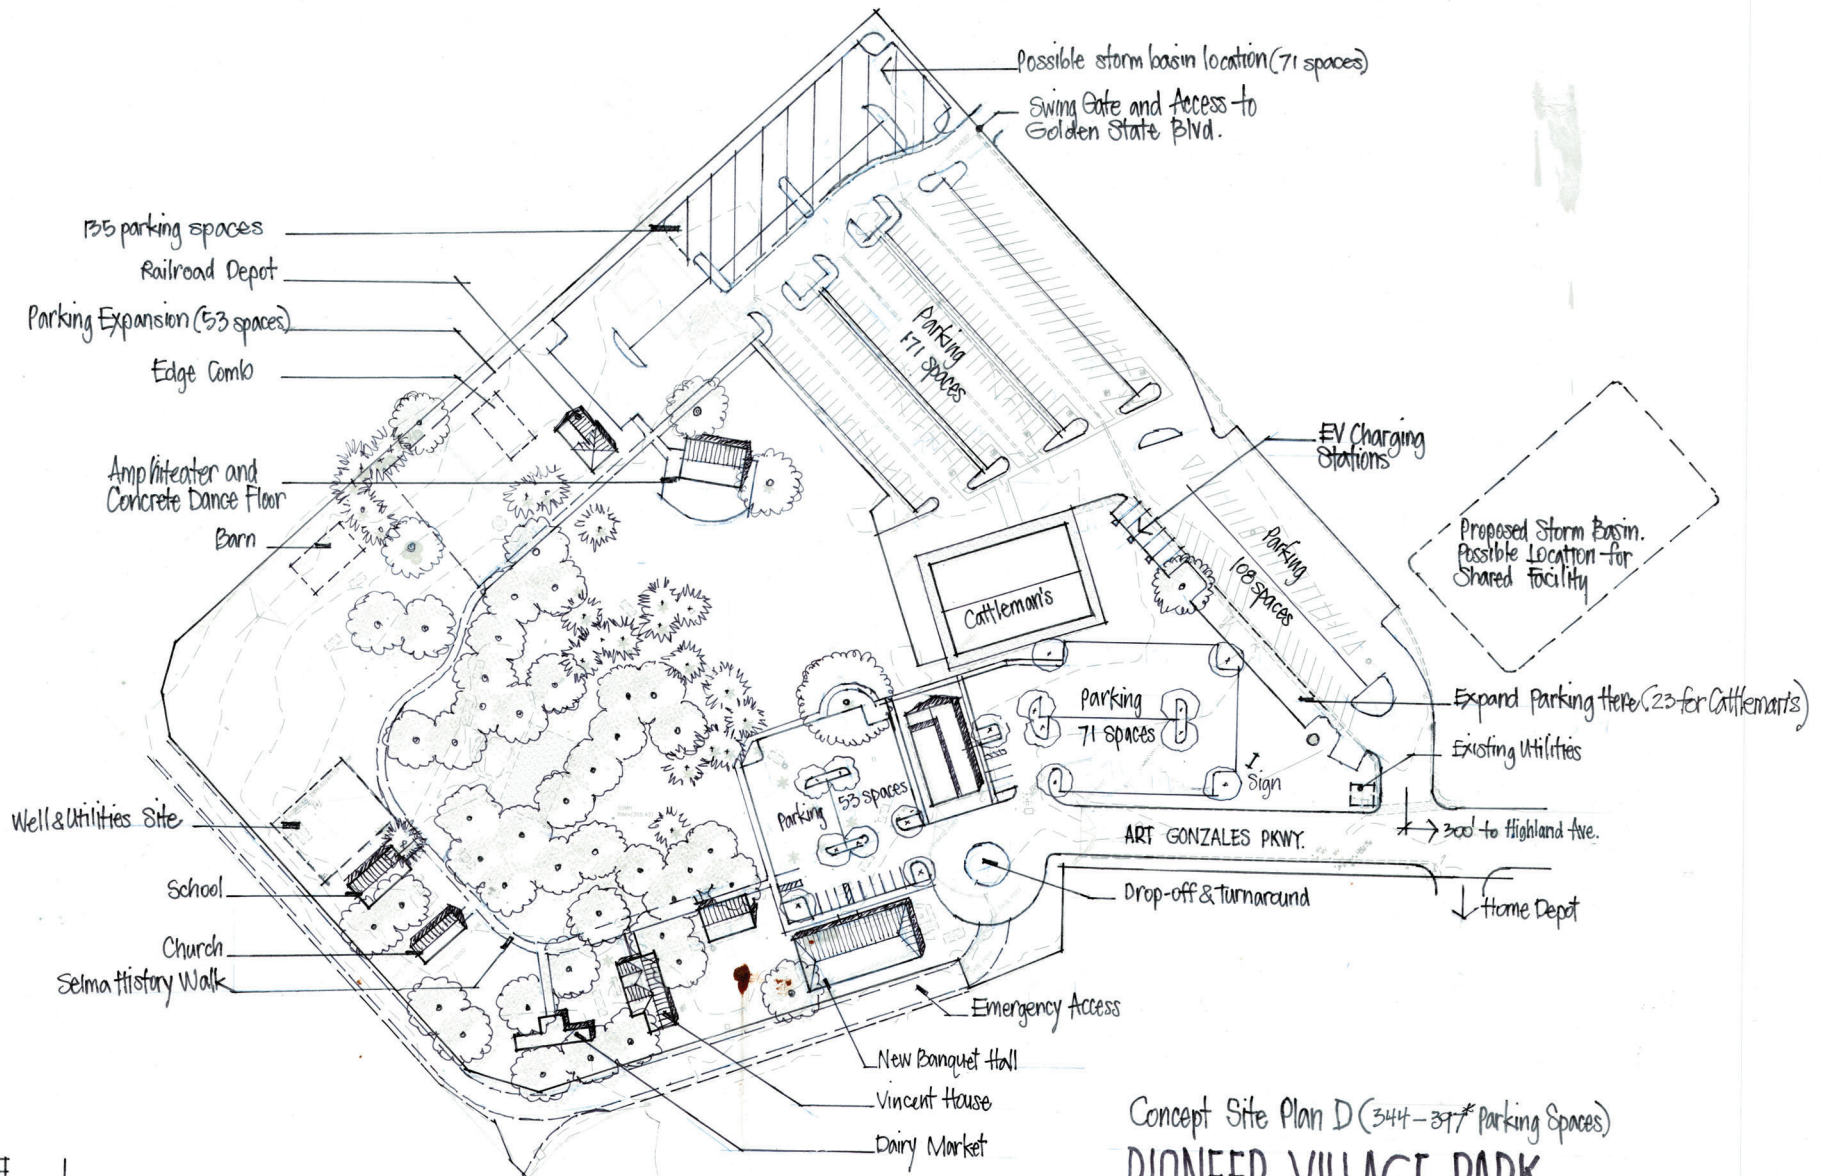 Possible storm basin location (71 spaces)
Swing Gate and Access to
Golden State Blvd.
135 parking spaces
Railroad Depot
Parking Expansion (53 spaces)
Edge Comb
Amphiteater and
Concrete Dance Floor
Barn
Parking
171 spaces
EV Charging
Stations
Parking
108 spaces
Proposed Storm Basin.
Possible Location for
Shared Facility
Cattleman's
Expand Parking Here (23-for Cattleman's)
Existing Utilities
Parking
71 spaces
Sign
Parking
53 spaces
ART GONZALES PKWY.
300' to Highland Ave.
Home Depot
Drop-off & Turnaround
Well & Utilities Site
School
Church
Selma History Walk
Emergency Access
New Banquet Hall
Vincent House
Dairy Market
Concept Site Plan D (344-397* Parking Spaces)
PIONEER VILLAGE PARK